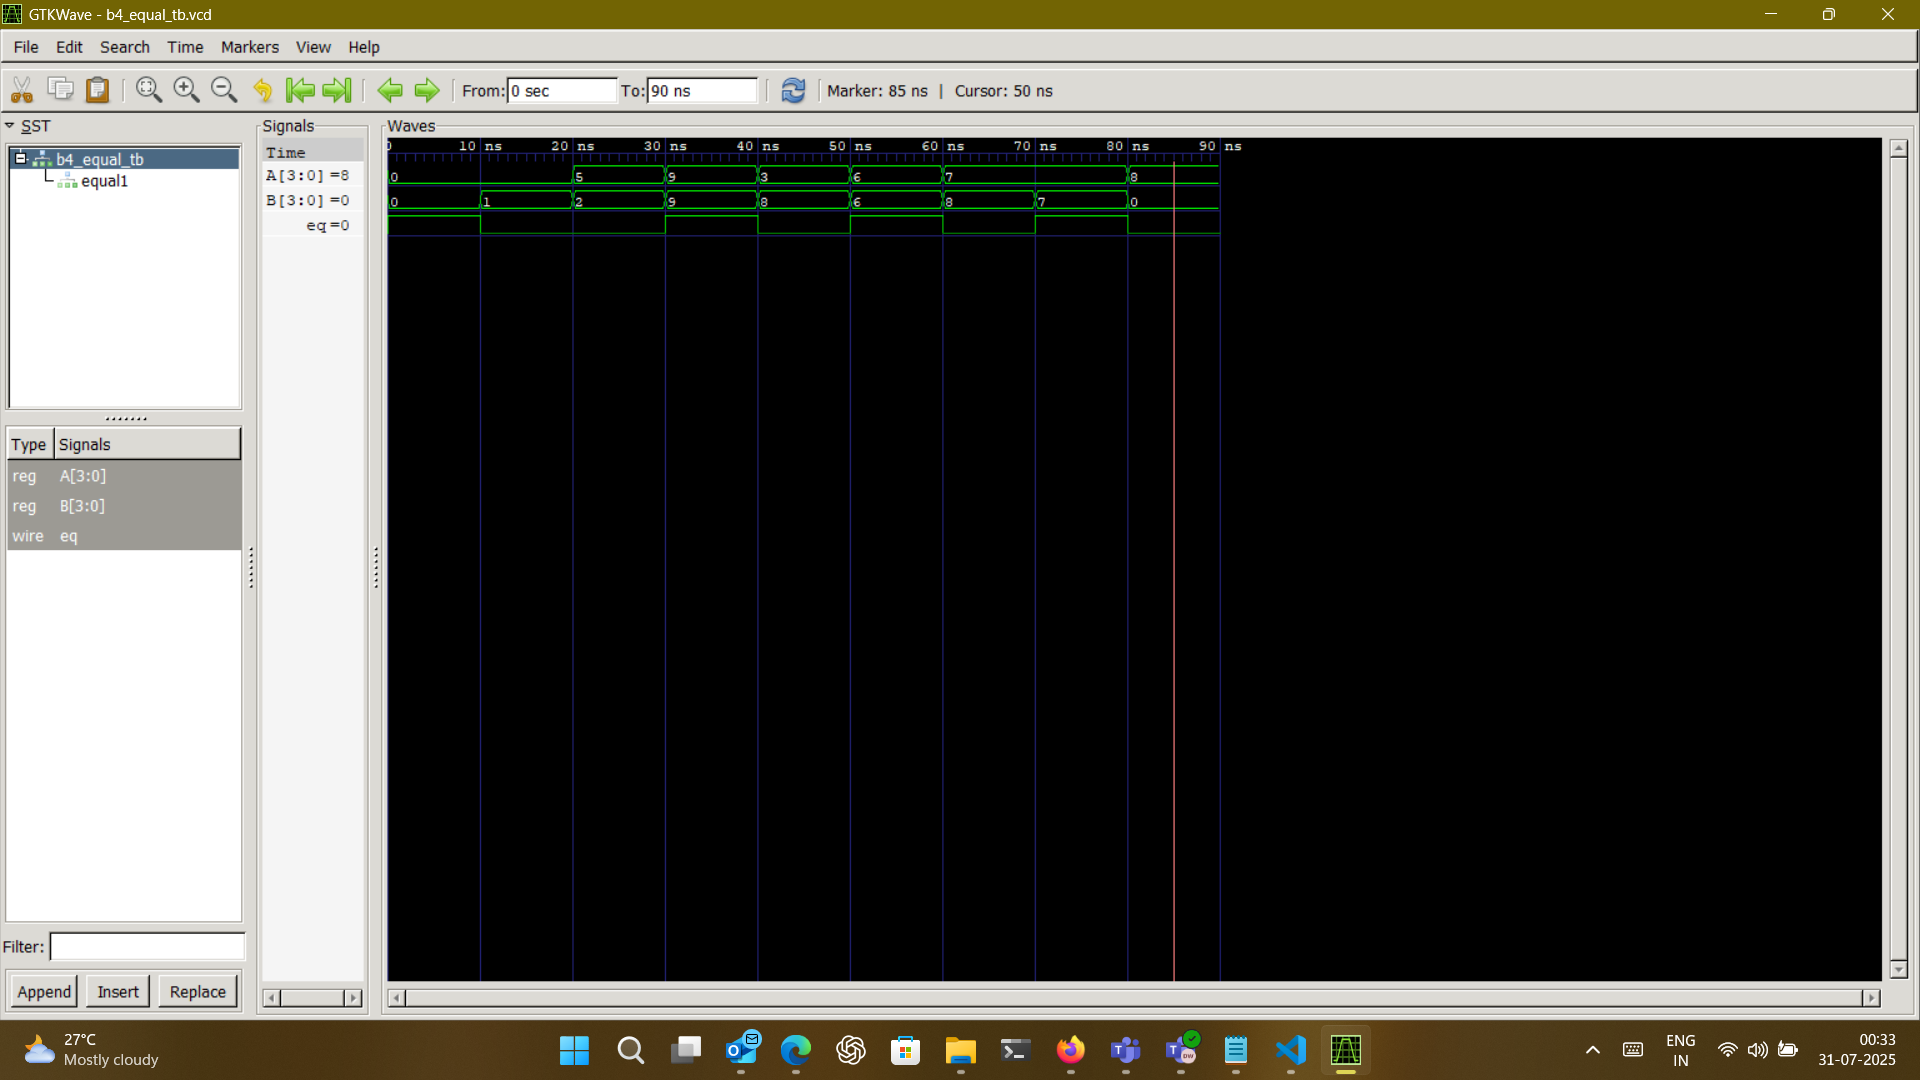 GTKWave - b4_equal_tb.vcd
File Edit Search Time Markers View Help
From: 0 sec To: 90 ns Marker: 85 ns | Cursor: 50 ns
SST
b4_equal_tb
equal1
Type Signals
reg A[3:0]
reg B[3:0]
wire eq
Filter:
Append Insert Replace
Signals
Time
A[3:0] =8
B[3:0] =0
eq =0
Waves
0 10 ns 20 ns 30 ns 40 ns 50 ns 60 ns 70 ns 80 ns 90 ns
0 5 9 3 6 7 8
0 1 2 9 8 6 8 7 0
27°C
Mostly cloudy
DW
ENG
IN
00:33
31-07-2025